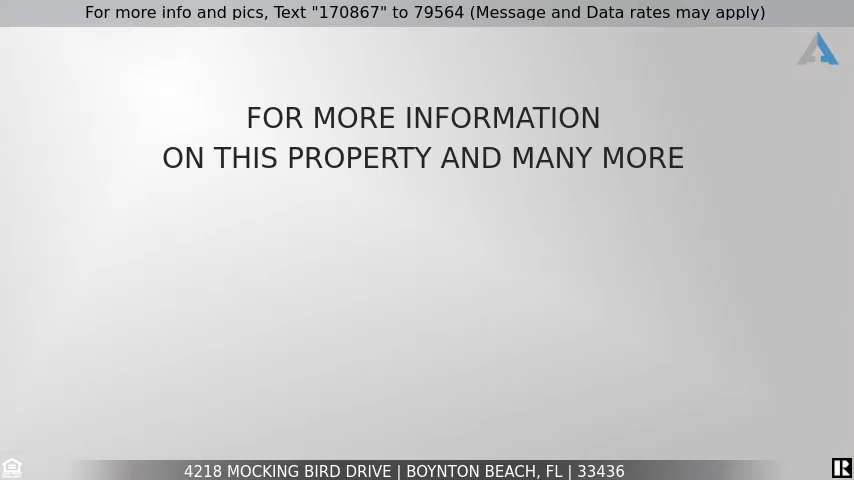 For more info and pics, Text "170867" to 79564 (Message and Data rates may apply)
FOR MORE INFORMATION
ON THIS PROPERTY AND MANY MORE
4218 MOCKING BIRD DRIVE | BOYNTON BEACH, FL | 33436